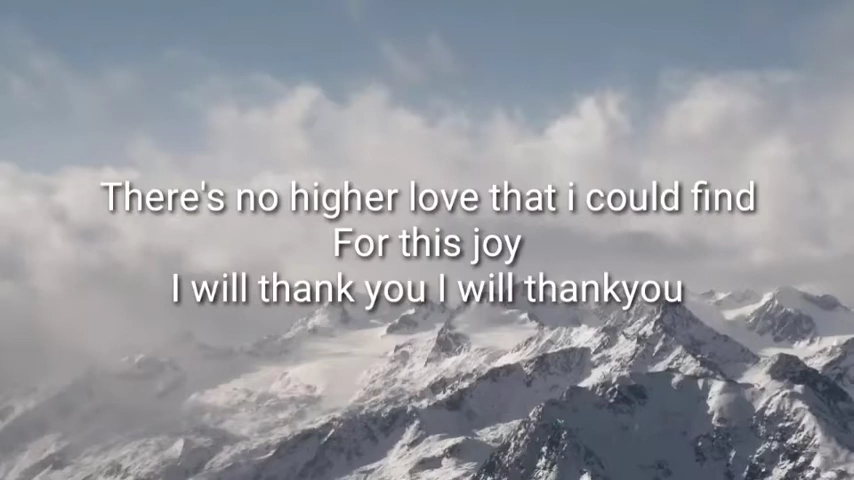 There's no higher love that i could find
For this joy
I will thank you I will thankyou